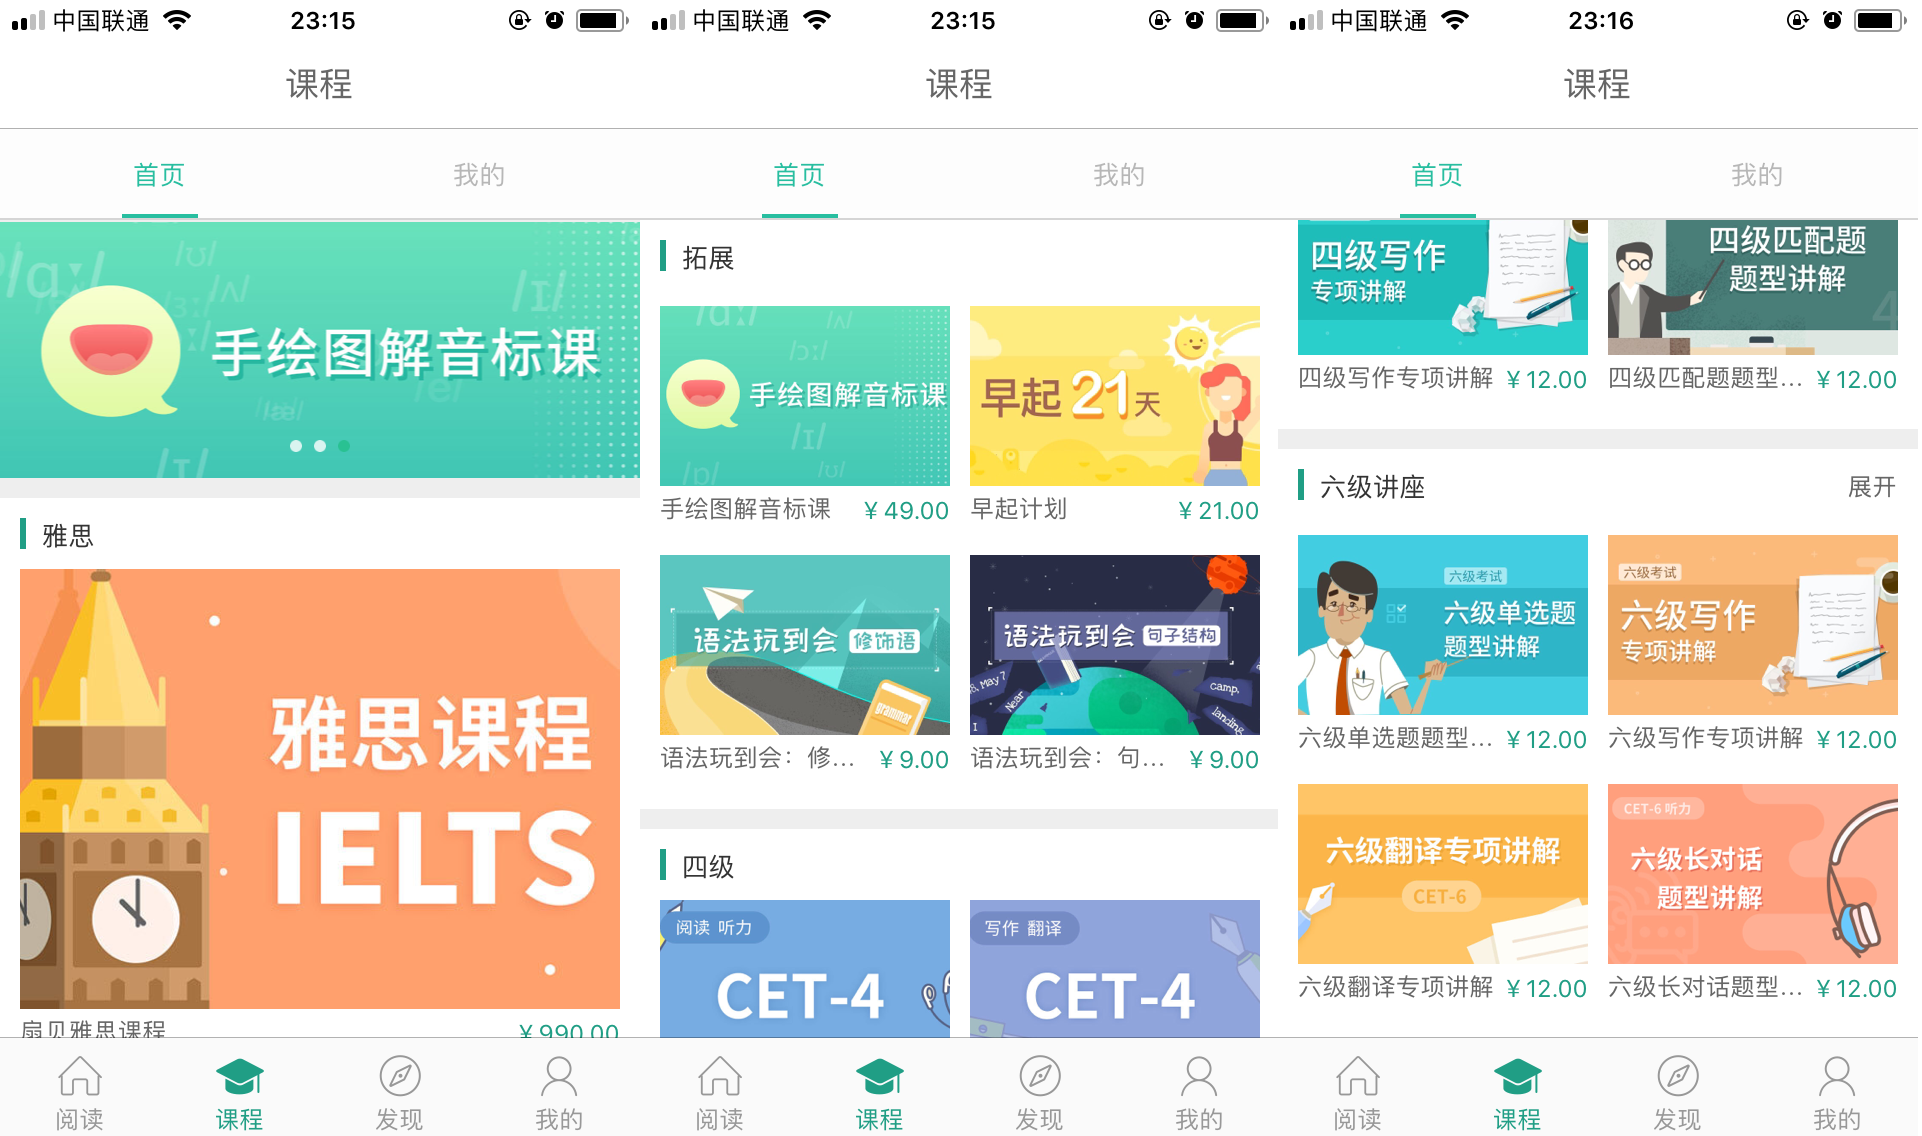 中国联通 23:15
课程
首页 我的
/ɑː/
/ʊ/
/ʌ/
/ɜː/
/ɪ/
手绘图解音标课
/e/
/æ/
/ɪ/
雅思
雅思课程
IELTS
扇贝雅思课程 ¥990.00
阅读 课程 发现 我的
中国联通 23:15
课程
首页 我的
拓展
/ɑː/
/ʌ/
/ɔː/
手绘图解音标课
/ɪ/
/ɒ/
/ʊ/
早起21天
手绘图解音标课 ¥49.00
早起计划 ¥21.00
语法玩到会 修饰语
grammar
语法玩到会 句子结构
May 7
Near
camp,
landing
语法玩到会：修... ¥9.00
语法玩到会：句... ¥9.00
四级
阅读 听力
CET-4
写作 翻译
CET-4
阅读 课程 发现 我的
中国联通 23:16
课程
首页 我的
四级写作
专项讲解
四级匹配题
题型讲解
4
四级写作专项讲解 ¥12.00
四级匹配题题型... ¥12.00
六级讲座 展开
六级考试
六级单选题
题型讲解
六级考试
六级写作
专项讲解
六级单选题题型... ¥12.00
六级写作专项讲解 ¥12.00
六级翻译专项讲解
CET-6
CET-6 听力
六级长对话
题型讲解
六级翻译专项讲解 ¥12.00
六级长对话题型... ¥12.00
阅读 课程 发现 我的